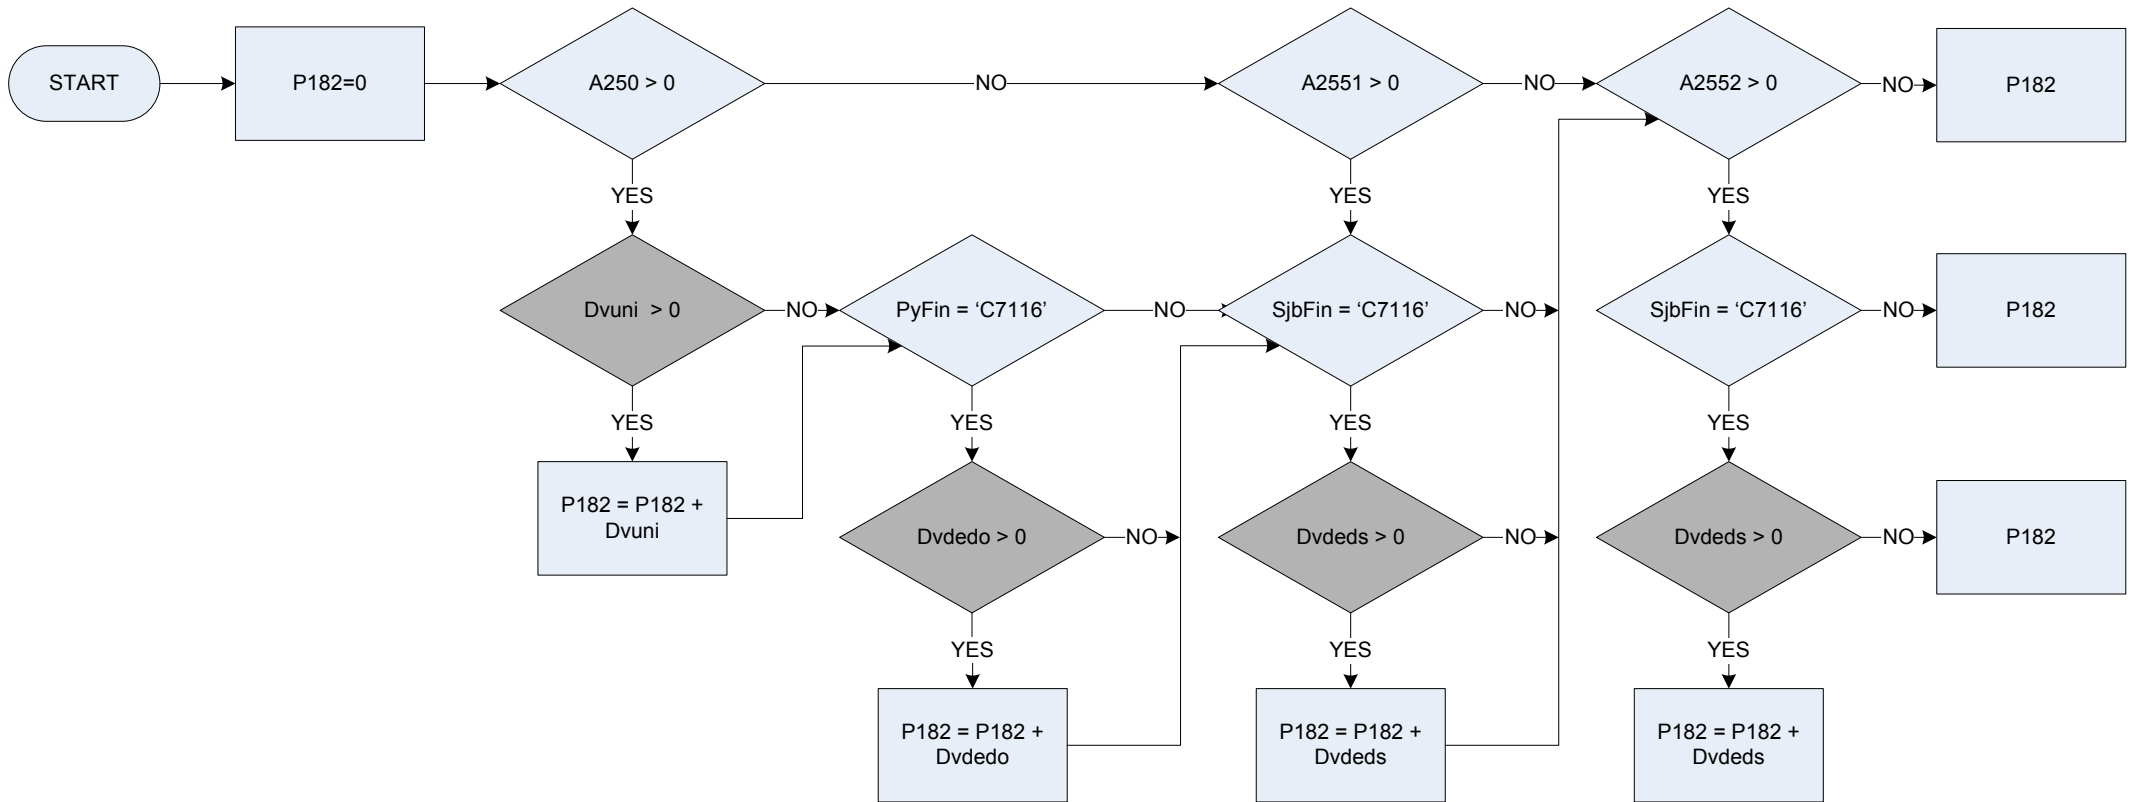 START
P182=0
A250 > 0
NO
A2551 > 0
NO
A2552 > 0
NO
P182
YES
YES
YES
Dvuni > 0
NO
PyFin = ‘C7116’
NO
SjbFin = ‘C7116’
NO
SjbFin = ‘C7116’
NO
P182
YES
YES
YES
YES
P182 = P182 +
Dvuni
Dvdedo > 0
NO
Dvdeds > 0
NO
Dvdeds > 0
NO
P182
YES
YES
YES
P182 = P182 +
Dvdedo
P182 = P182 +
Dvdeds
P182 = P182 +
Dvdeds